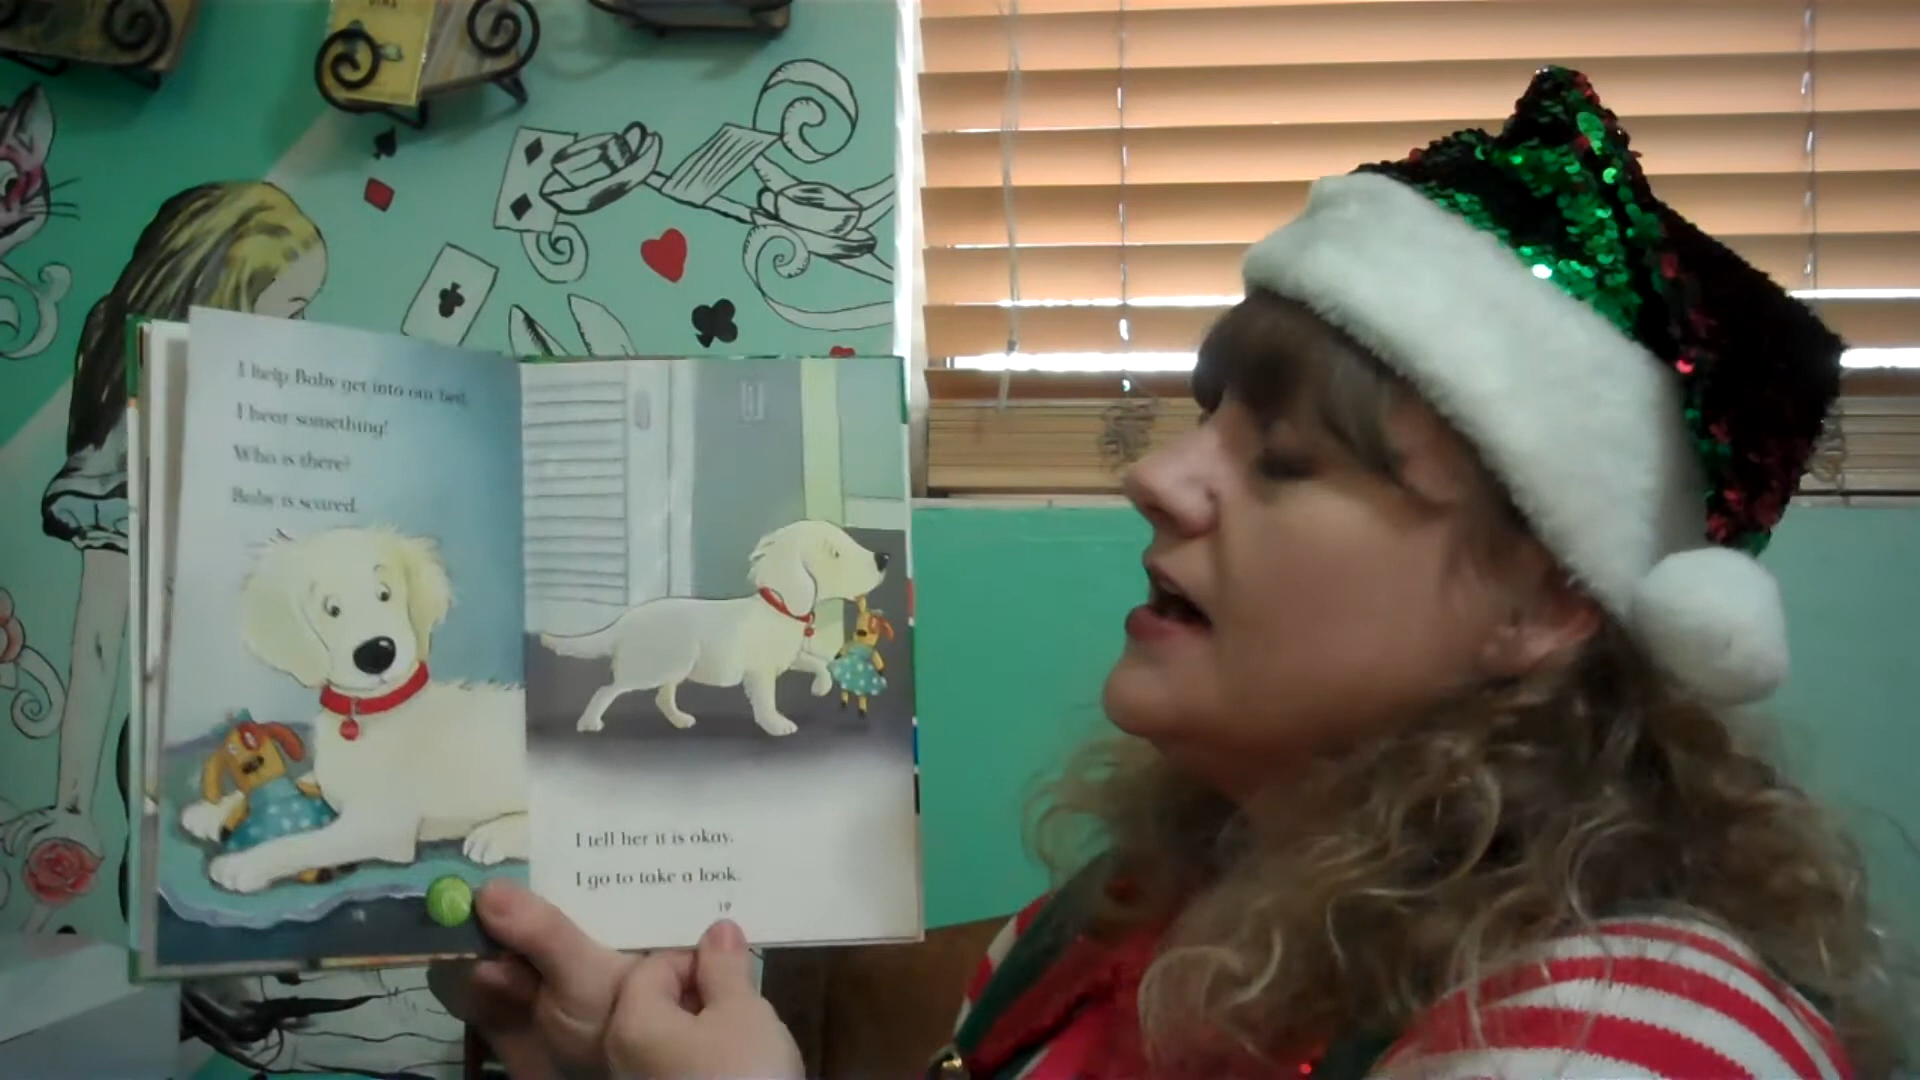 I help Baby get into our bed.
I hear something!
Who is there?
Baby is scared.
I tell her it is okay.
I go to take a look.
19